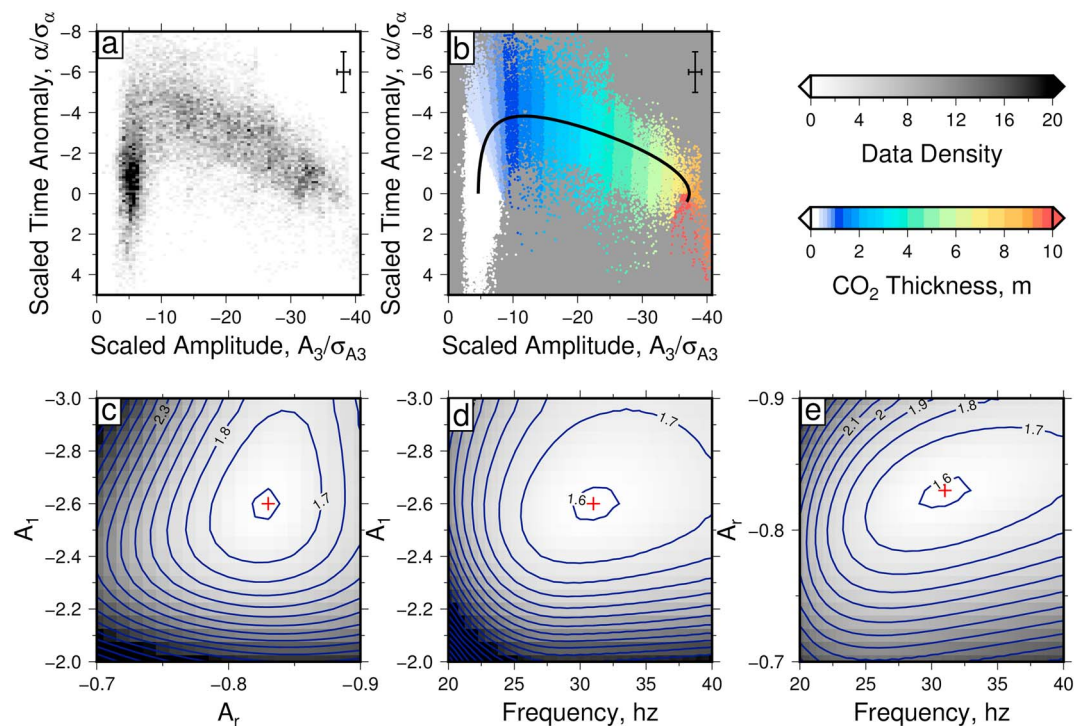 a
-8
-6
-4
-2
0
2
4
Scaled Time Anomaly, α/σα
0
-10
-20
-30
-40
Scaled Amplitude, A3/σA3
b
-8
-6
-4
-2
0
2
4
Scaled Time Anomaly, α/σα
0
-10
-20
-30
-40
Scaled Amplitude, A3/σA3
0 4 8 12 16 20
Data Density
0 2 4 6 8 10
CO2 Thickness, m
c
-3.0
-2.8
-2.6
-2.4
-2.2
-2.0
A1
2.3
1.8
1.7
-0.7 -0.8 -0.9
Ar
d
-3.0
-2.8
-2.6
-2.4
-2.2
-2.0
A1
1.7
1.6
20 25 30 35 40
Frequency, hz
e
-0.9
-0.8
-0.7
Ar
2.1
2
1.9
1.8
1.7
1.6
20 25 30 35 40
Frequency, hz